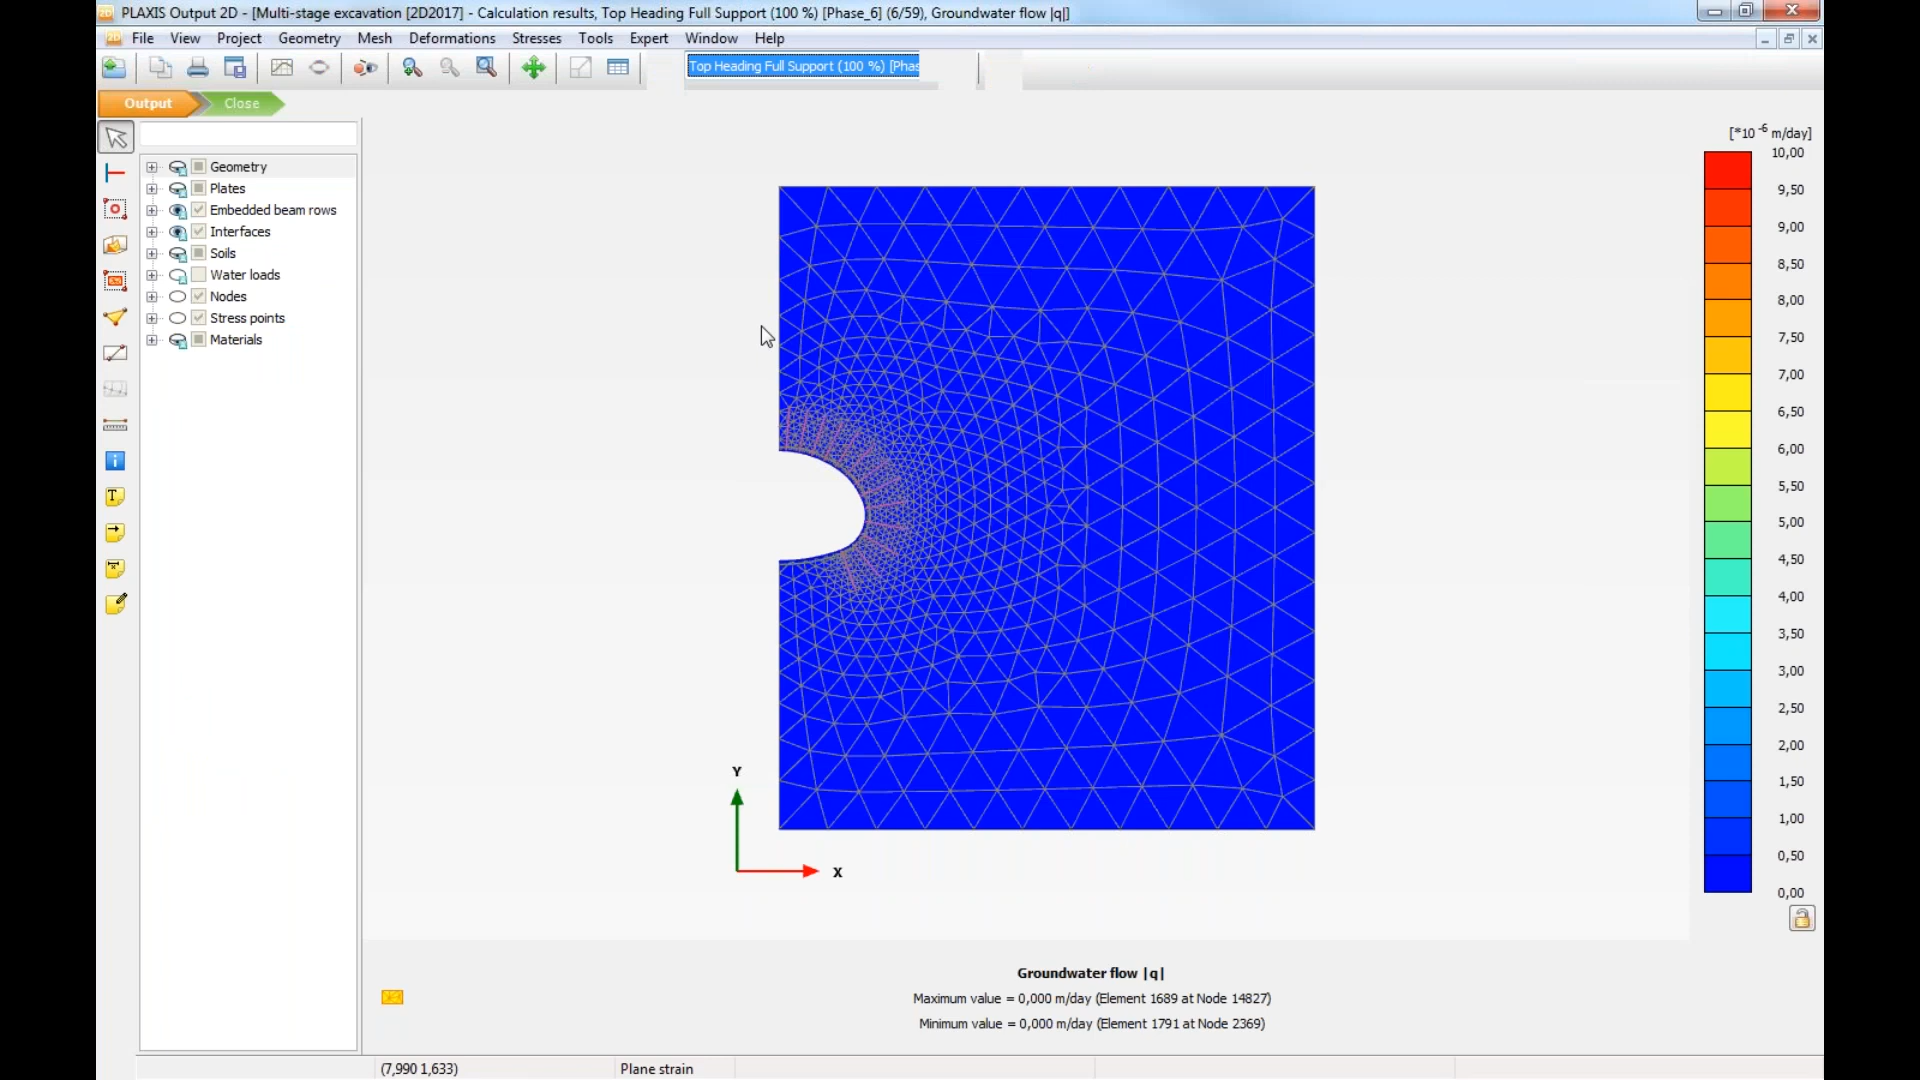 PLAXIS Output 2D - [Multi-stage excavation [2D2017] - Calculation results, Top Heading Full Support (100 %) [Phase_6] (6/59), Groundwater flow |q|]
File View Project Geometry Mesh Deformations Stresses Tools Expert Window Help
Top Heading Full Support (100 %) [Phas
Output Close
Geometry
Plates
Embedded beam rows
Interfaces
Soils
Water loads
Nodes
Stress points
Materials
Y
X
[*10 -6 m/day]
10,00
9,50
9,00
8,50
8,00
7,50
7,00
6,50
6,00
5,50
5,00
4,50
4,00
3,50
3,00
2,50
2,00
1,50
1,00
0,50
0,00
Groundwater flow |q|
Maximum value = 0,000 m/day (Element 1689 at Node 14827)
Minimum value = 0,000 m/day (Element 1791 at Node 2369)
(7,990 1,633) Plane strain